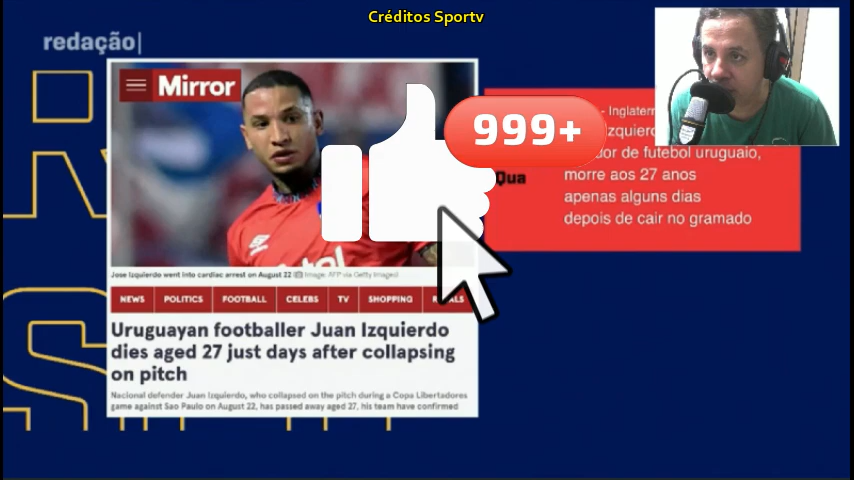 Créditos Sportv
redação|
Mirror
999+
- Inglaterr
zquierd
dor de futebol uruguaio,
Qua
morre aos 27 anos
apenas alguns dias
depois de cair no gramado
Jose Izquierdo went into cardiac arrest on August 22 (Image: AFP via Getty Images)
NEWS POLITICS FOOTBALL CELEBS TV SHOPPING
Uruguayan footballer Juan Izquierdo
dies aged 27 just days after collapsing
on pitch
Nacional defender Juan Izquierdo, who collapsed on the pitch during a Copa Libertadores
game against Sao Paulo on August 22, has passed away aged 27, his team have confirmed